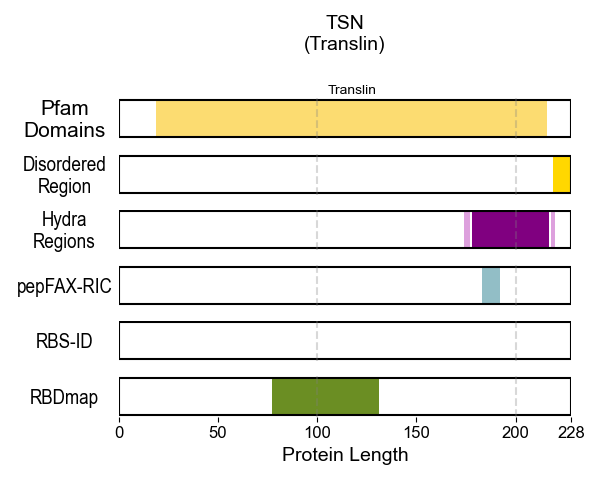 TSN
(Translin)
Translin
Pfam
Domains
Disordered
Region
Hydra
Regions
pepFAX-RIC
RBS-ID
RBDmap
0 50 100 150 200 228
Protein Length